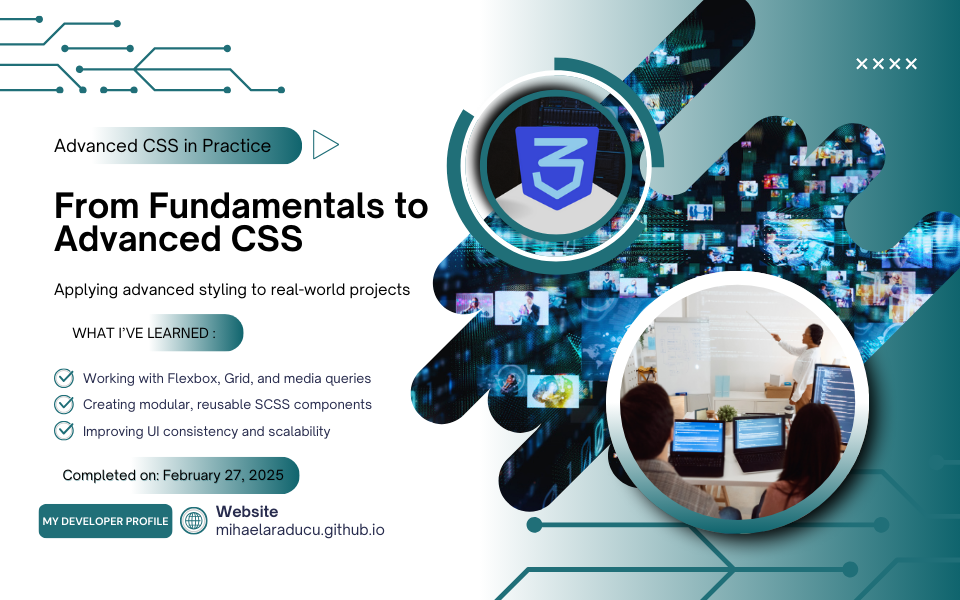 Advanced CSS in Practice
From Fundamentals to
Advanced CSS
Applying advanced styling to real-world projects
WHAT I'VE LEARNED :
Working with Flexbox, Grid, and media queries
Creating modular, reusable SCSS components
Improving UI consistency and scalability
Completed on: February 27, 2025
MY DEVELOPER PROFILE
Website
mihaelaraducu.github.io
3